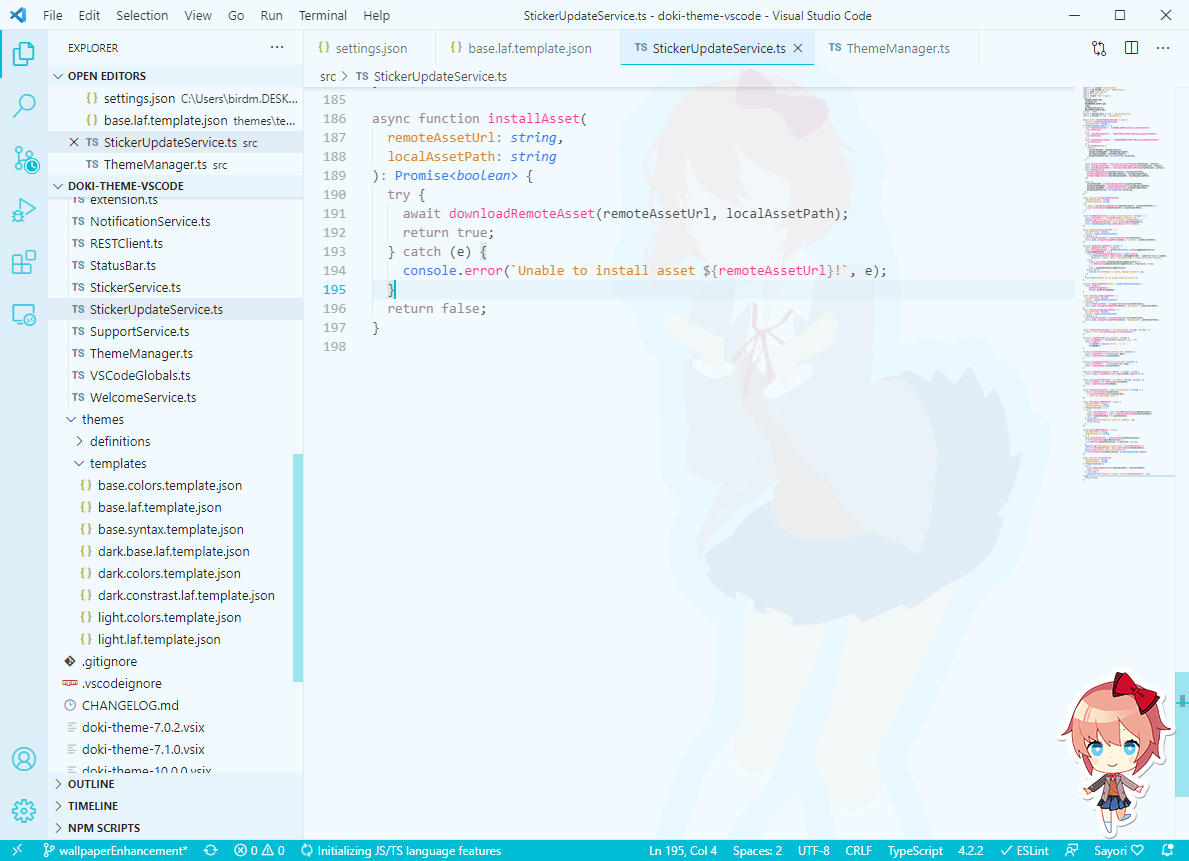 File Edit Selection View Go Run Terminal Help StickerUpdateService.ts - doki-theme-vscode - Visual Studio Code
EXPLORER ...
OPEN EDITORS
{} settings.json C:\Users\birdm.DESK...
{} base.laf.template.json themes\te...
TS StickerUpdateService.ts src
TS ThemeManager.ts src
DOKI-THEME-VSCODE
TS extension.ts
TS NotificationService.ts
TS RESTClient.ts
TS StatusBar.ts
TS StickerService.ts
TS StickerUpdateService.ts
TS SupportService.ts
TS ThemeManager.ts
TS VSCodeGlobals.ts
TS WelcomeService.ts
themes
definitions
templates
{} base.colors.template.json
{} base.laf.template.json
{} base.syntax.template.json
{} dark.base.laf.template.json
{} dark.colors.template.json
{} dark.constrast.laf.template.json
{} light.colors.template.json
{} light.laf.template.json
.gitignore
.vscodeignore
CHANGELOG.md
doki-theme-7.0.2.vsix
doki-theme-7.1.0.vsix
doki-theme-10.0.0.vsix
OUTLINE
TIMELINE
NPM SCRIPTS
{} settings.json {} base.laf.template.json TS StickerUpdateService.ts TS ThemeManager.ts
src > TS StickerUpdateService.ts
185
186 async function installAsset(
187 remoteAssetUrl: string,
188 localAssetPath: string
189 ): Promise<boolean> {
190 try {
191 await downloadRemoteAsset(remoteAssetUrl, localAssetPath);
192 return true;
193 } catch (e) {
194 console.error(`Unable to install asset ${remoteAssetUrl}!`, e);
195 }
196 return false;
197 }
198
wallpaperEnhancement* 0 0 Initializing JS/TS language features Ln 195, Col 4 Spaces: 2 UTF-8 CRLF TypeScript 4.2.2 ESLint Sayori♡